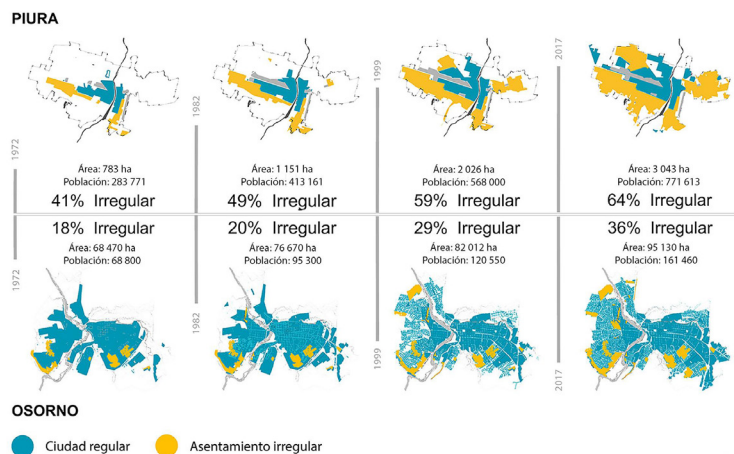 PIURA
1972
Área: 783 ha
Población: 283 771
41% Irregular
1982
Área: 1 151 ha
Población: 413 161
49% Irregular
1999
Área: 2 026 ha
Población: 568 000
59% Irregular
2017
Área: 3 043 ha
Población: 771 613
64% Irregular
18% Irregular
Área: 68 470 ha
Población: 68 800
1972
20% Irregular
Área: 76 670 ha
Población: 95 300
1982
29% Irregular
Área: 82 012 ha
Población: 120 550
1999
36% Irregular
Área: 95 130 ha
Población: 161 460
2017
OSORNO
Ciudad regular
Asentamiento irregular